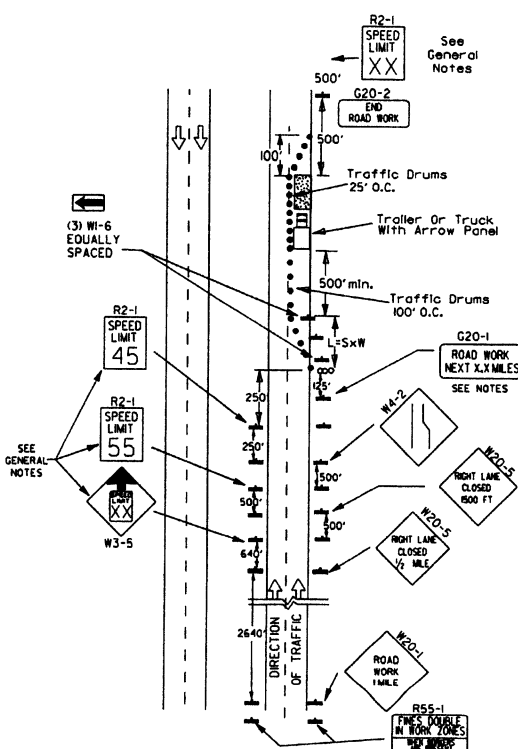 R2-1
SPEED
LIMIT
XX
See
General
Notes
500'
G20-2
END
ROAD WORK
500'
100'
Traffic Drums
25' O.C.
Trailer Or Truck
With Arrow Panel
(3) W1-6
EQUALLY
SPACED
500' min.
Traffic Drums
100' O.C.
L=SxW
R2-1
SPEED
LIMIT
45
G20-1
ROAD WORK
NEXT X.X MILES
SEE NOTES
125'
250'
W4-2
R2-1
SPEED
LIMIT
55
250'
500'
W20-5
RIGHT LANE
CLOSED
1500 FT
SEE
GENERAL
NOTES
SPEED
LIMIT
XX
W3-5
500'
500'
W20-5
RIGHT LANE
CLOSED
1/2 MILE
640'
2640'
DIRECTION
OF TRAFFIC
W20-1
ROAD
WORK
1 MILE
R55-1
FINES DOUBLE
IN WORK ZONES
WHEN WORKERS